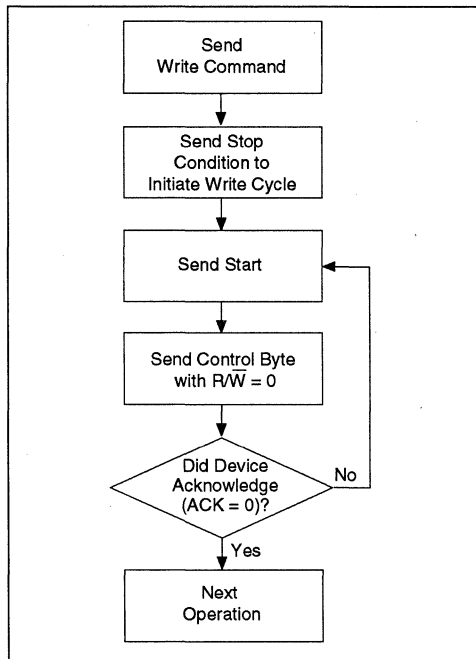 Send
Write Command
Send Stop
Condition to
Initiate Write Cycle
Send Start
Send Control Byte
with R/W̅ = 0
Did Device
Acknowledge
(ACK = 0)?
No
Yes
Next
Operation